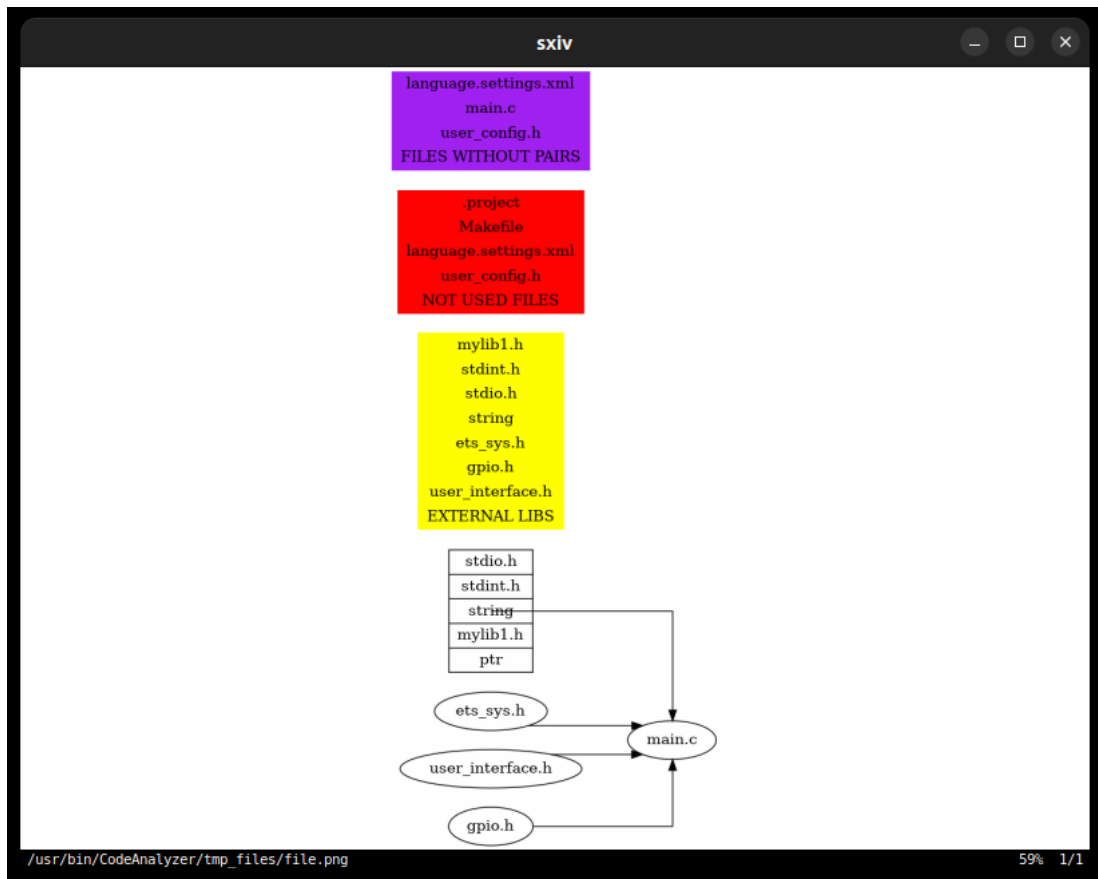 sxiv
language.settings.xml
main.c
user_config.h
FILES WITHOUT PAIRS
.project
Makefile
language.settings.xml
user_config.h
NOT USED FILES
mylib1.h
stdint.h
stdio.h
string
ets_sys.h
gpio.h
user_interface.h
EXTERNAL LIBS
stdio.h
stdint.h
string
mylib1.h
ptr
ets_sys.h
main.c
user_interface.h
gpio.h
/usr/bin/CodeAnalyzer/tmp_files/file.png 59% 1/1